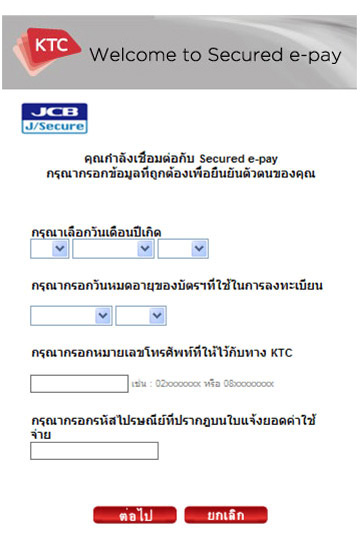 KTC
Welcome to Secured e-pay
JCB
J/Secure
คุณกำลังเชื่อมต่อกับ Secured e-pay
กรุณากรอกข้อมูลที่ถูกต้องเพื่อยืนยันตัวตนของคุณ
กรุณาเลือกวันเดือนปีเกิด
กรุณากรอกวันหมดอายุของบัตรฯที่ใช้ในการลงทะเบียน
กรุณากรอกหมายเลขโทรศัพท์ที่ให้ไว้กับทาง KTC
เช่น : 02xxxxxxx หรือ 08xxxxxxxx
กรุณากรอกรหัสไปรษณีย์ที่ปรากฎบนใบแจ้งยอดค่าใช้
จ่าย
ต่อไป ยกเลิก